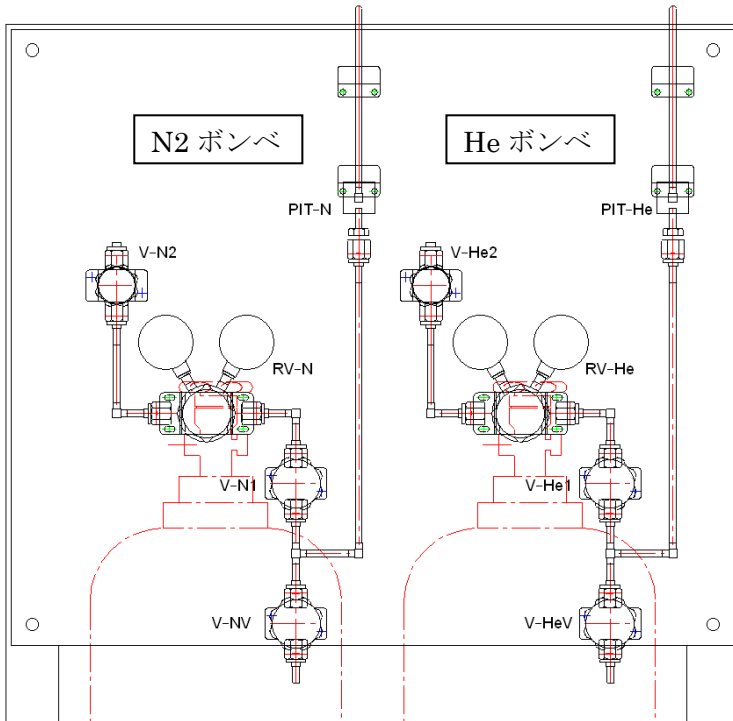 N2 ボンベ
He ボンベ
PIT-N
PIT-He
V-N2
V-He2
RV-N
RV-He
V-N1
V-He1
V-NV
V-HeV